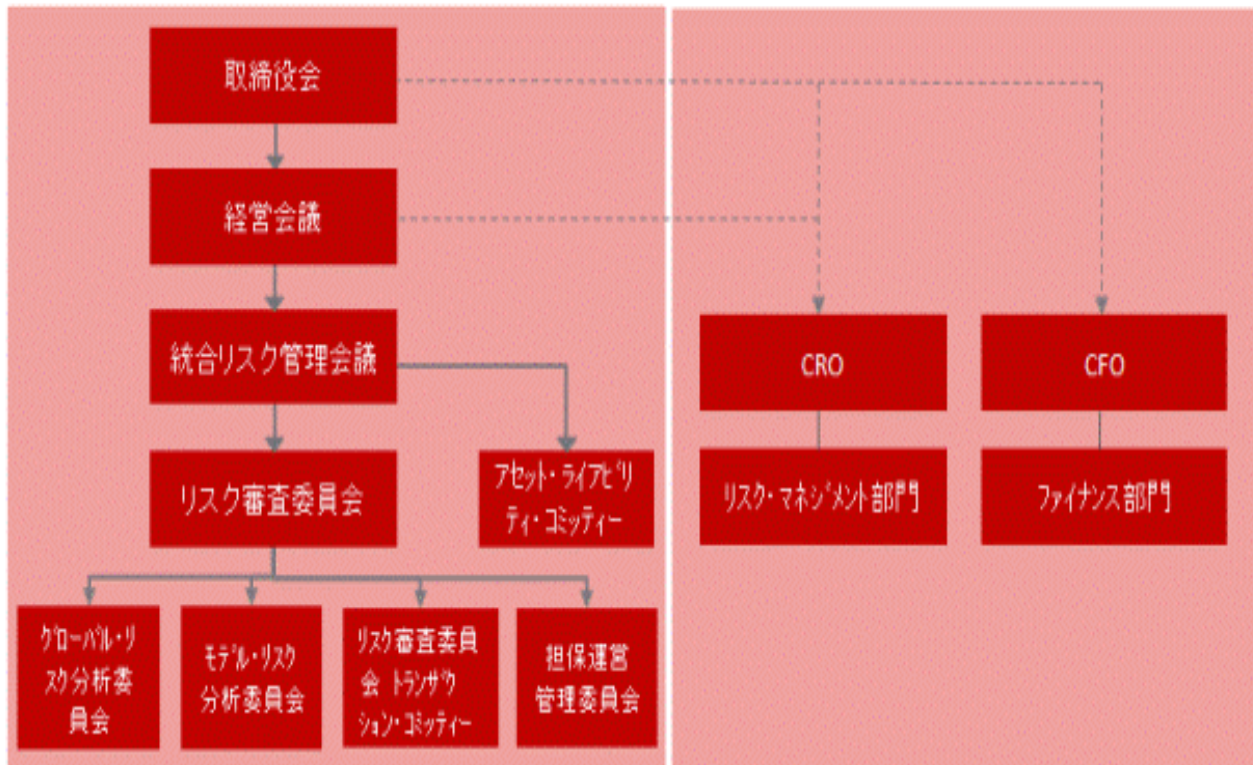 取締役会
経営会議
統合リスク管理会議
CRO
CFO
リスク審査委員会
アセット・ライアビリ
ティ・コミッティー
リスク・マネジメント部門
ファイナンス部門
グローバル・リ
スク分析委
員会
モデル・リスク
分析委員会
リスク審査委員
会 トランザク
ション・コミッティー
担保運営
管理委員会